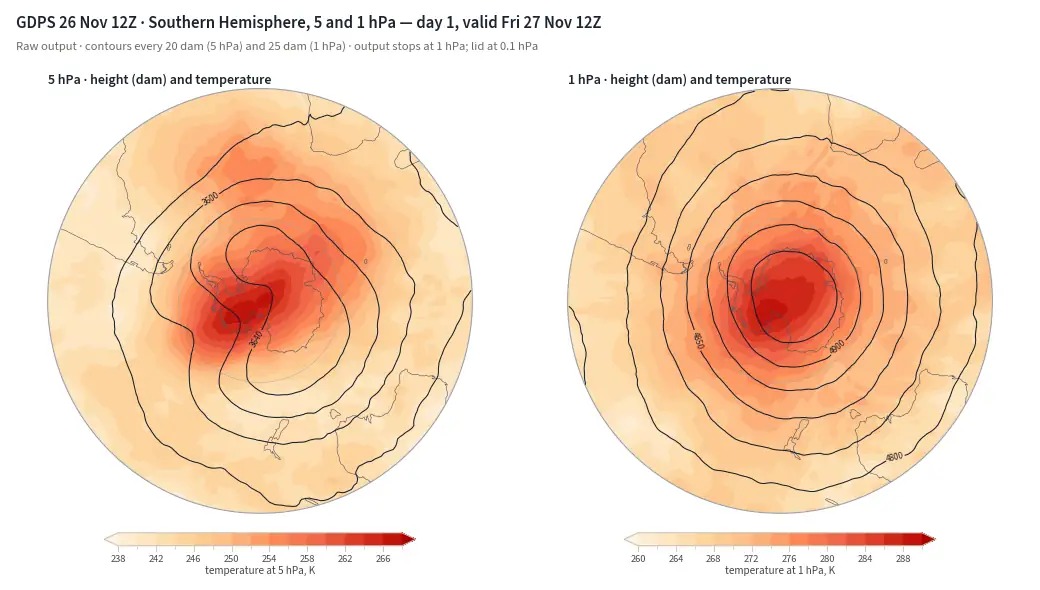 GDPS 26 Nov 12Z · Southern Hemisphere, 5 and 1 hPa — day 1, valid Fri 27 Nov 12Z
Raw output · contours every 20 dam (5 hPa) and 25 dam (1 hPa) · output stops at 1 hPa; lid at 0.1 hPa
5 hPa · height (dam) and temperature
1 hPa · height (dam) and temperature
3600
3640
4850
4900
4800
238 242 246 250 254 258 262 266
temperature at 5 hPa, K
260 264 268 272 276 280 284 288
temperature at 1 hPa, K